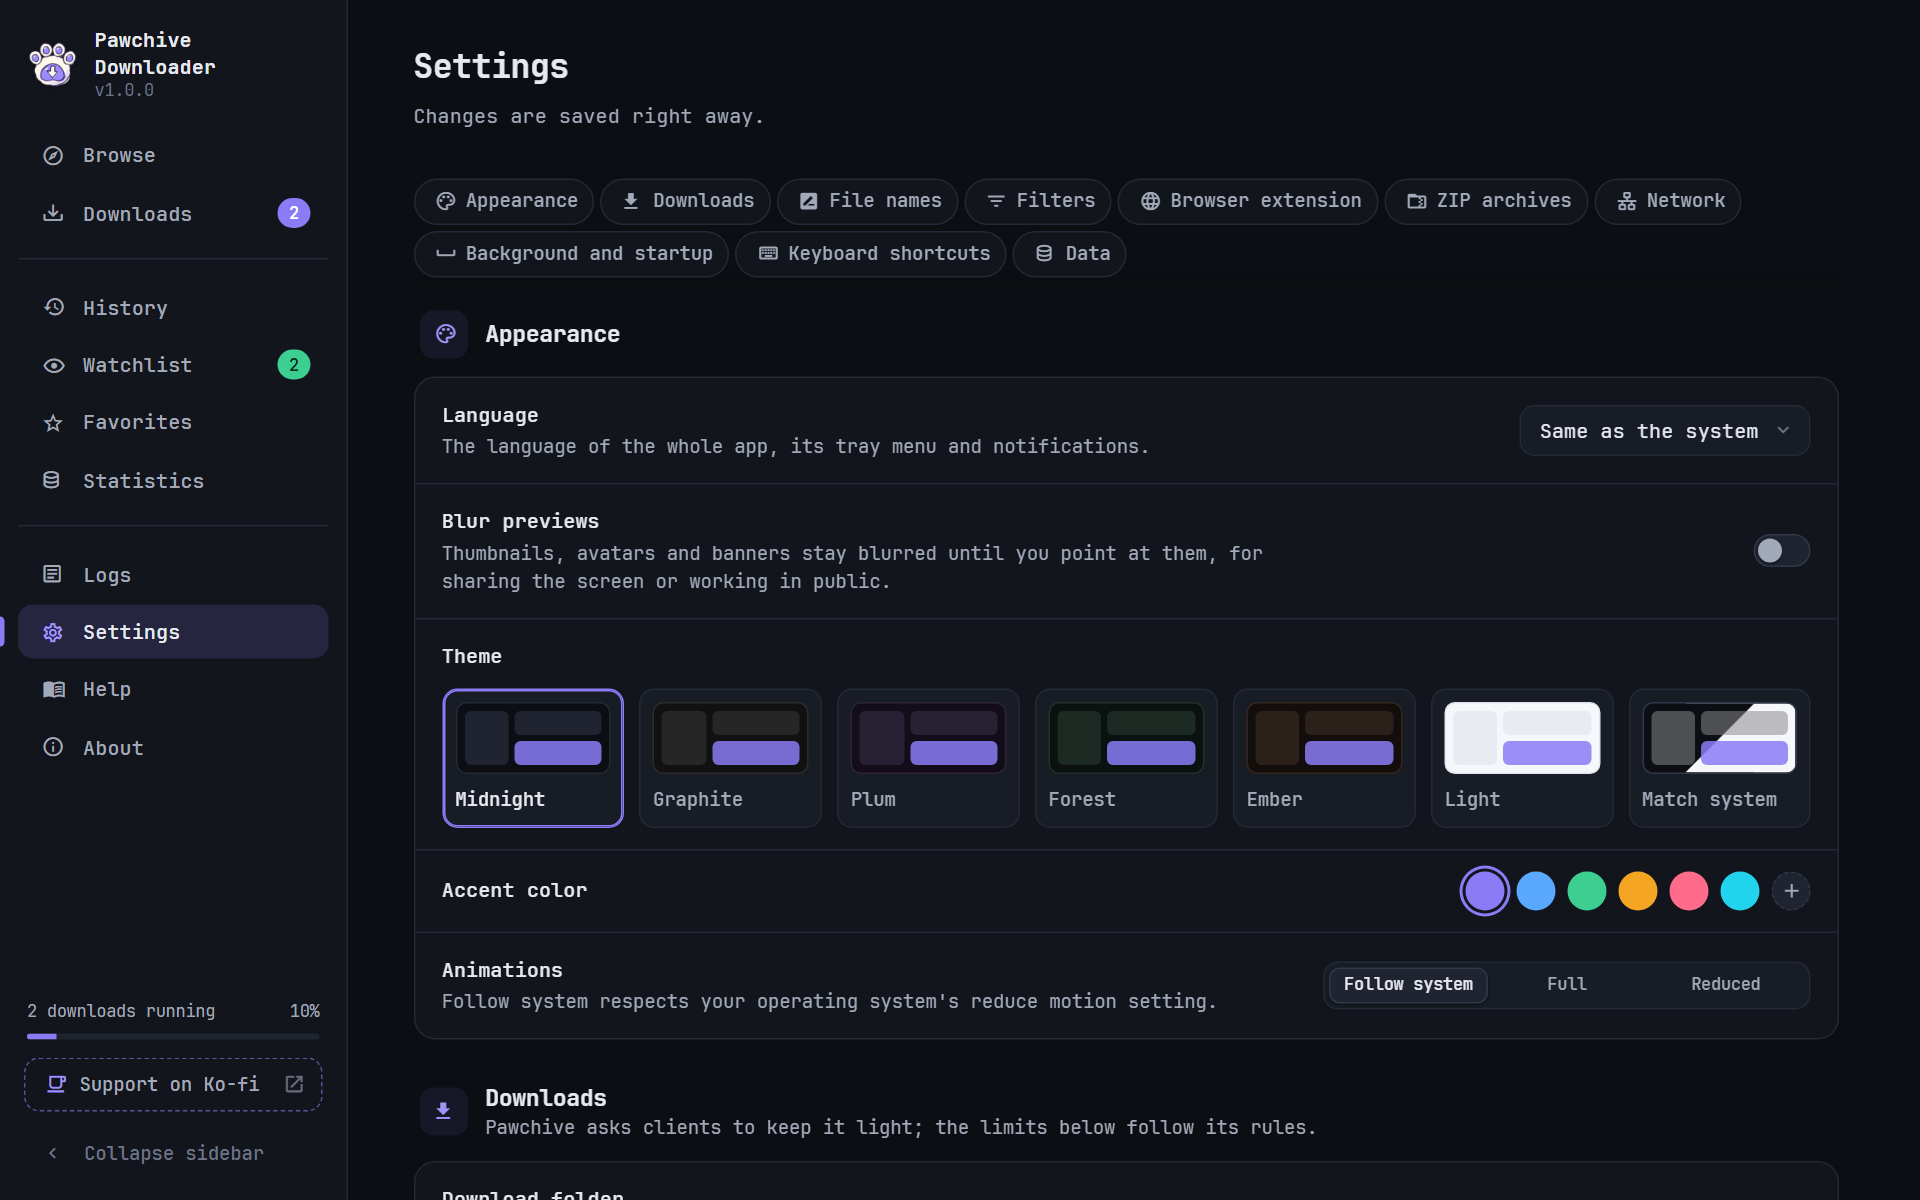 Pawchive
Downloader
v1.0.0
Browse
Downloads 2
History
Watchlist 2
Favorites
Statistics
Logs
Settings
Help
About
2 downloads running 10%
Support on Ko-fi
Collapse sidebar
Settings
Changes are saved right away.
Appearance Downloads File names Filters Browser extension ZIP archives Network
Background and startup Keyboard shortcuts Data
Appearance
Language
The language of the whole app, its tray menu and notifications.
Same as the system
Blur previews
Thumbnails, avatars and banners stay blurred until you point at them, for
sharing the screen or working in public.
Theme
Midnight Graphite Plum Forest Ember Light Match system
Accent color
Animations
Follow system respects your operating system's reduce motion setting.
Follow system Full Reduced
Downloads
Pawchive asks clients to keep it light; the limits below follow its rules.
Download folder